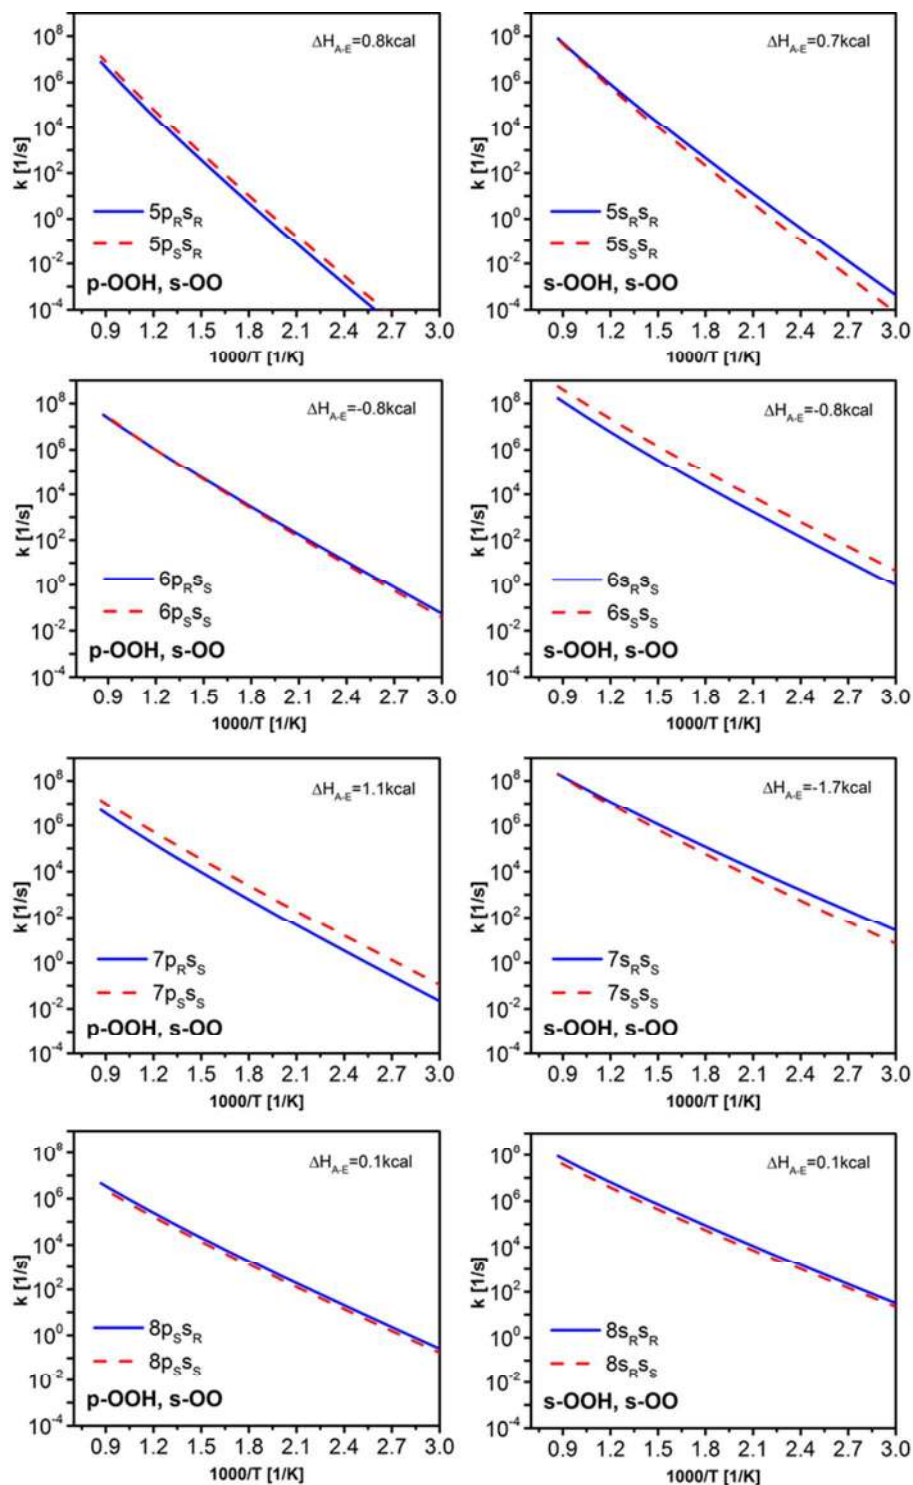 ΔH_A-E=0.8kcal
10^8
10^6
10^4
10^2
10^0
10^-2
10^-4
k [1/s]
5p_Rs_R
5p_Ss_R
p-OOH, s-OO
0.9 1.2 1.5 1.8 2.1 2.4 2.7 3.0
1000/T [1/K]
ΔH_A-E=0.7kcal
10^8
10^6
10^4
10^2
10^0
10^-2
10^-4
k [1/s]
5s_Rs_R
5s_Ss_R
s-OOH, s-OO
0.9 1.2 1.5 1.8 2.1 2.4 2.7 3.0
1000/T [1/K]
ΔH_A-E=-0.8kcal
10^8
10^6
10^4
10^2
10^0
10^-2
10^-4
k [1/s]
6p_Rs_S
6p_Ss_S
p-OOH, s-OO
0.9 1.2 1.5 1.8 2.1 2.4 2.7 3.0
1000/T [1/K]
ΔH_A-E=-0.8kcal
10^8
10^6
10^4
10^2
10^0
10^-2
10^-4
k [1/s]
6s_Rs_S
6s_Ss_S
s-OOH, s-OO
0.9 1.2 1.5 1.8 2.1 2.4 2.7 3.0
1000/T [1/K]
ΔH_A-E=1.1kcal
10^8
10^6
10^4
10^2
10^0
10^-2
10^-4
k [1/s]
7p_Rs_S
7p_Ss_S
p-OOH, s-OO
0.9 1.2 1.5 1.8 2.1 2.4 2.7 3.0
1000/T [1/K]
ΔH_A-E=-1.7kcal
10^8
10^6
10^4
10^2
10^0
10^-2
10^-4
k [1/s]
7s_Rs_S
7s_Ss_S
s-OOH, s-OO
0.9 1.2 1.5 1.8 2.1 2.4 2.7 3.0
1000/T [1/K]
ΔH_A-E=0.1kcal
10^8
10^6
10^4
10^2
10^0
10^-2
10^-4
k [1/s]
8p_Ss_R
8p_Ss_S
p-OOH, s-OO
0.9 1.2 1.5 1.8 2.1 2.4 2.7 3.0
1000/T [1/K]
ΔH_A-E=0.1kcal
10^8
10^6
10^4
10^2
10^0
10^-2
10^-4
k [1/s]
8s_Rs_R
8s_Rs_S
s-OOH, s-OO
0.9 1.2 1.5 1.8 2.1 2.4 2.7 3.0
1000/T [1/K]